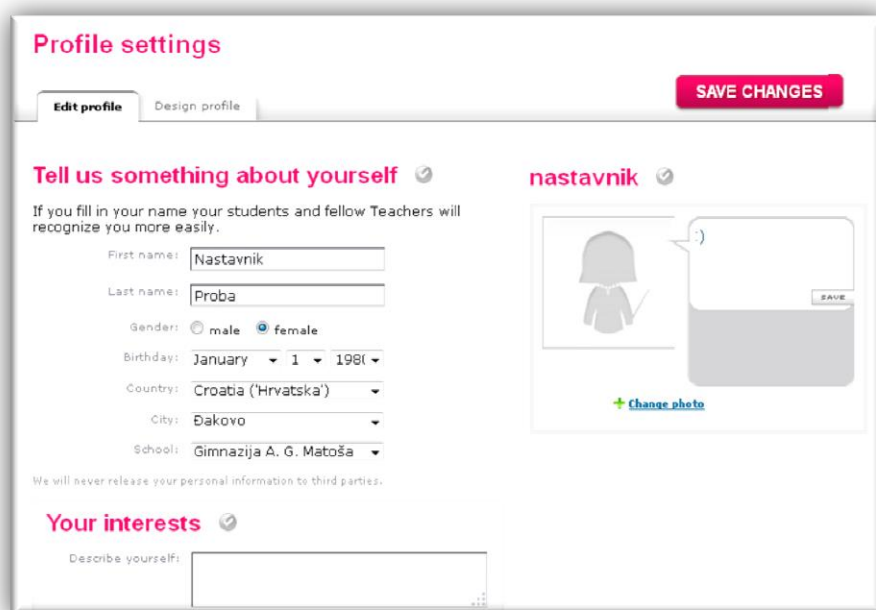 Profile settings
Edit profile
Design profile
SAVE CHANGES
Tell us something about yourself
If you fill in your name your students and fellow Teachers will
recognize you more easily.
First name: Nastavnik
Last name: Proba
Gender: male female
Birthday: January 1 198(
Country: Croatia ('Hrvatska')
City: Đakovo
School: Gimnazija A. G. Matoša
We will never release your personal information to third parties.
Your interests
Describe yourself:
nastavnik
:)
SAVE
Change photo